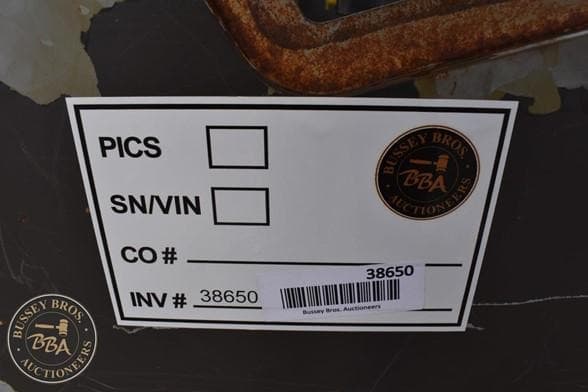 PICS
BUSSEY BROS.
BBA
AUCTIONEERS
SN/VIN
CO #
INV # 38650
38650
Bussey Bros. Auctioneers
BUSSEY BROS.
BBA
AUCTIONEERS